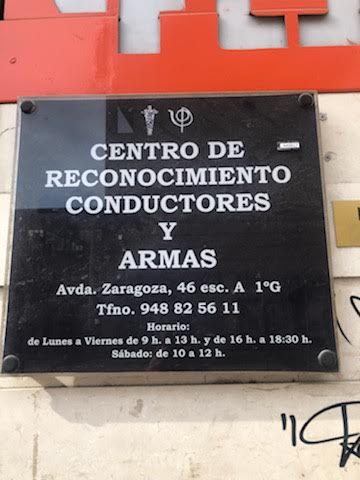 CENTRO DE
RECONOCIMIENTO
CONDUCTORES
Y
ARMAS
Avda. Zaragoza, 46 esc. A 1ºG
Tfno. 948 82 56 11
Horario:
de Lunes a Viernes de 9 h. a 13 h. y de 16 h. a 18:30 h.
Sábado: de 10 a 12 h.